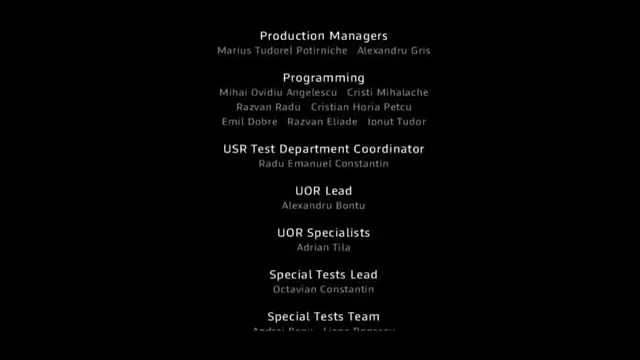 Production Managers
Marius Tudorel Potirniche Alexandru Gris
Programming
Mihai Ovidiu Angelescu Cristi Mihalache
Razvan Radu Cristian Horia Petcu
Emil Dobre Razvan Eliade Ionut Tudor
USR Test Department Coordinator
Radu Emanuel Constantin
UOR Lead
Alexandru Bontu
UOR Specialists
Adrian Tila
Special Tests Lead
Octavian Constantin
Special Tests Team